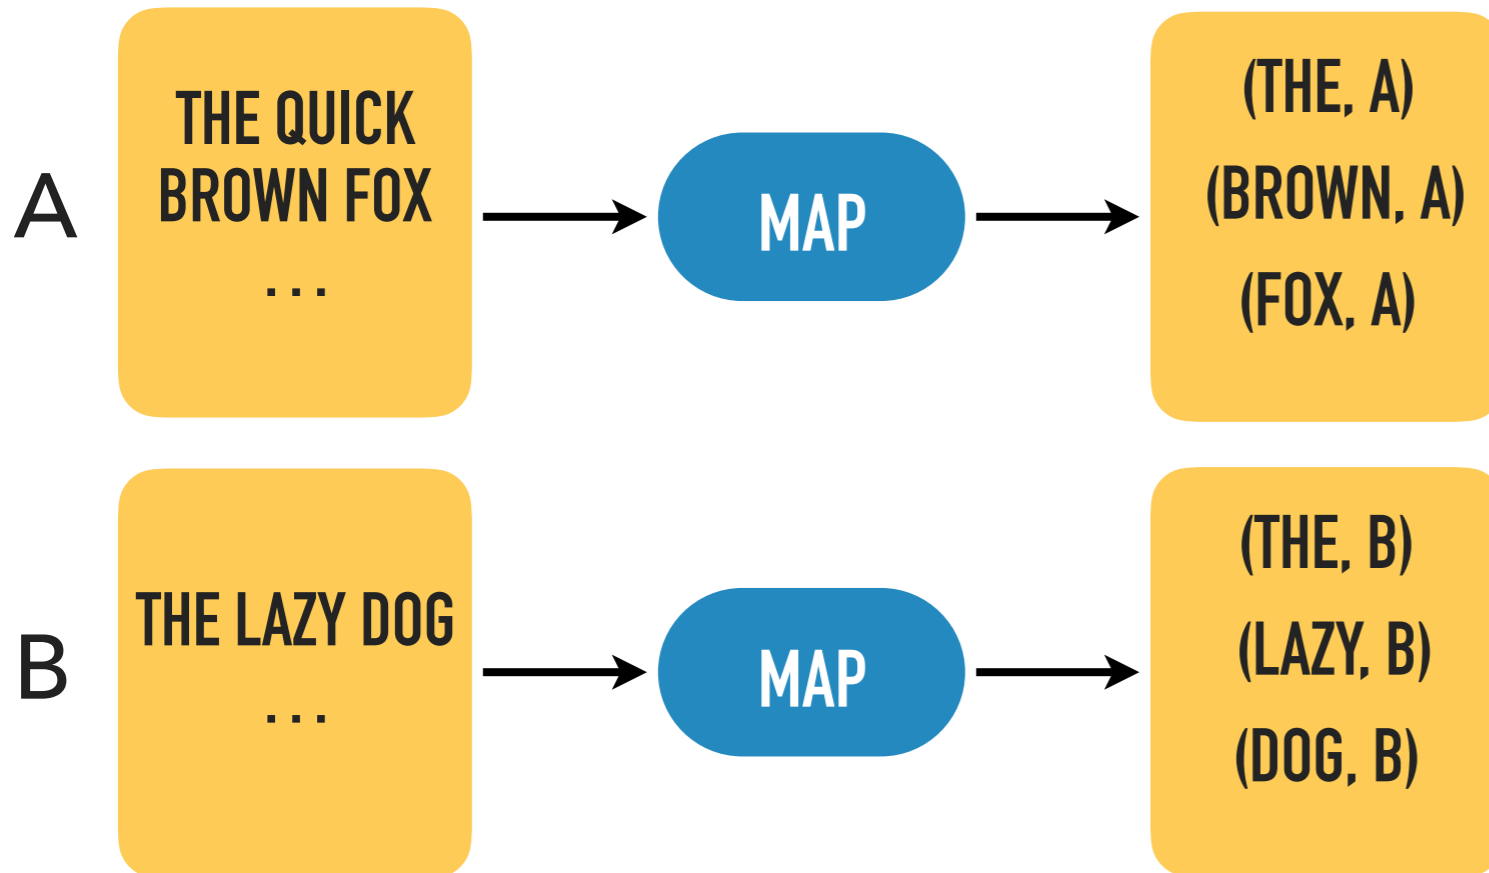 A
THE QUICK
BROWN FOX
...
MAP
(THE, A)
(BROWN, A)
(FOX, A)
B
THE LAZY DOG
...
MAP
(THE, B)
(LAZY, B)
(DOG, B)